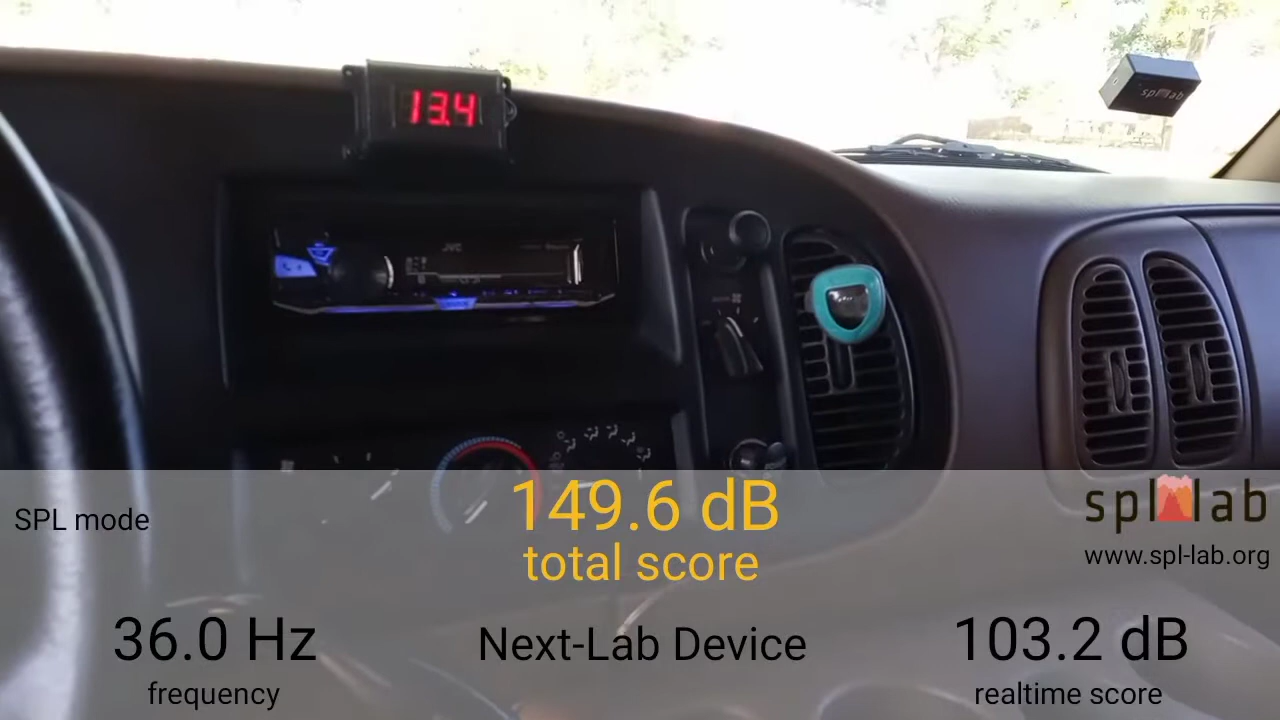 13.4
spl lab
JVC
149.6 dB
total score
SPL mode
spl lab
www.spl-lab.org
36.0 Hz
frequency
Next-Lab Device
103.2 dB
realtime score